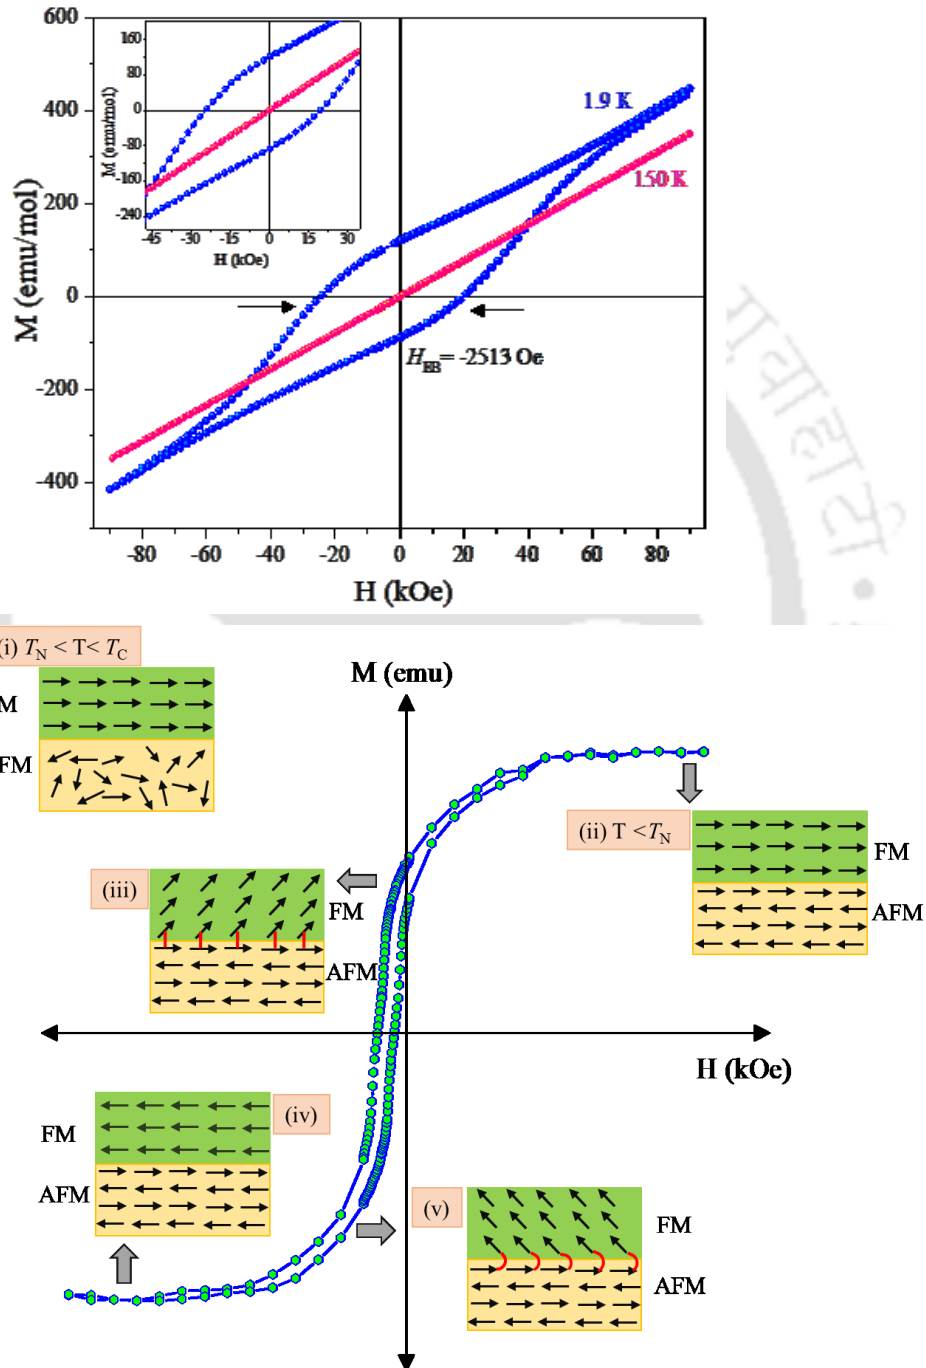 600
400
200
0
-200
-400
M (emu/mol)
160
80
0
-80
-160
-240
M (emu/mol)
-45 -30 -15 0 15 30
H (kOe)
1.9 K
150 K
H_EB = -2513 Oe
-80 -60 -40 -20 0 20 40 60 80
H (kOe)
(i) T_N < T < T_C
M
FM
M (emu)
(ii) T < T_N
FM
AFM
(iii)
FM
AFM
H (kOe)
(iv)
FM
AFM
(v)
FM
AFM